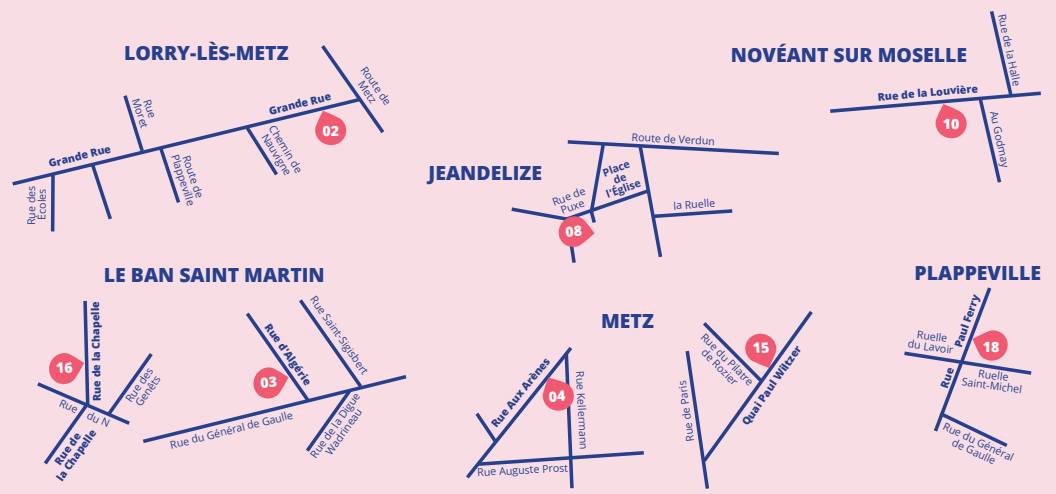 LORRY-LÈS-METZ
Route de
Metz
Grande Rue
02
Rue
Moret
Chemin de
Nauvigne
Grande Rue
Route de
Plappeville
Rue des
Écoles
NOVÉANT SUR MOSELLE
Rue de la Halle
Rue de la Louvière
10
Au Godmay
JEANDELIZE
Route de Verdun
Place
de
l'Église
Rue de
Puxe
la Ruelle
08
LE BAN SAINT MARTIN
Rue de la Chapelle
16
Rue des
Genêts
Rue du N
Rue de
la Chapelle
Rue d'Algérie
Rue Saint-Sigisbert
03
Rue du Général de Gaulle
Rue de la Digue
Wadrineau
METZ
Rue Aux Arènes
04
Rue Kellermann
Rue Auguste Prost
15
Rue du Pilatre
de Rozier
Quai Paul Wiltzer
Rue de Paris
PLAPPEVILLE
Rue Paul Ferry
18
Ruelle
du Lavoir
Ruelle
Saint-Michel
Rue du Général
de Gaulle